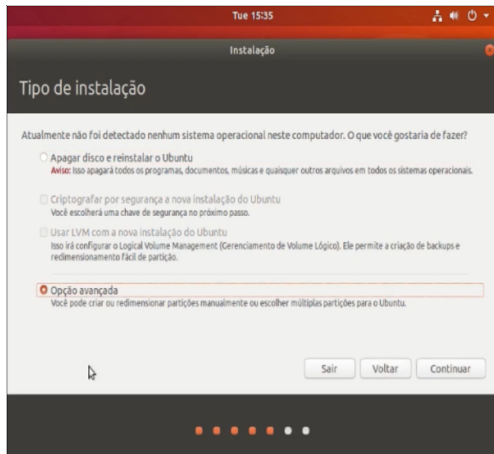 Tue 15:35
Instalação
Tipo de instalação
Atualmente não foi detectado nenhum sistema operacional neste computador. O que você gostaria de fazer?
Apagar disco e reinstalar o Ubuntu
Aviso: Isso apagará todos os programas, documentos, músicas e quaisquer outros arquivos em todos os sistemas operacionais.
Criptografar por segurança a nova instalação do Ubuntu
Você escolherá uma chave de segurança no próximo passo.
Usar LVM com a nova instalação do Ubuntu
Isso irá configurar o Logical Volume Management (Gerenciamento de Volume Lógico). Ele permite a criação de backups e
redimensionamento fácil de partição.
Opção avançada
Você pode criar ou redimensionar partições manualmente ou escolher múltiplas partições para o Ubuntu.
Sair Voltar Continuar